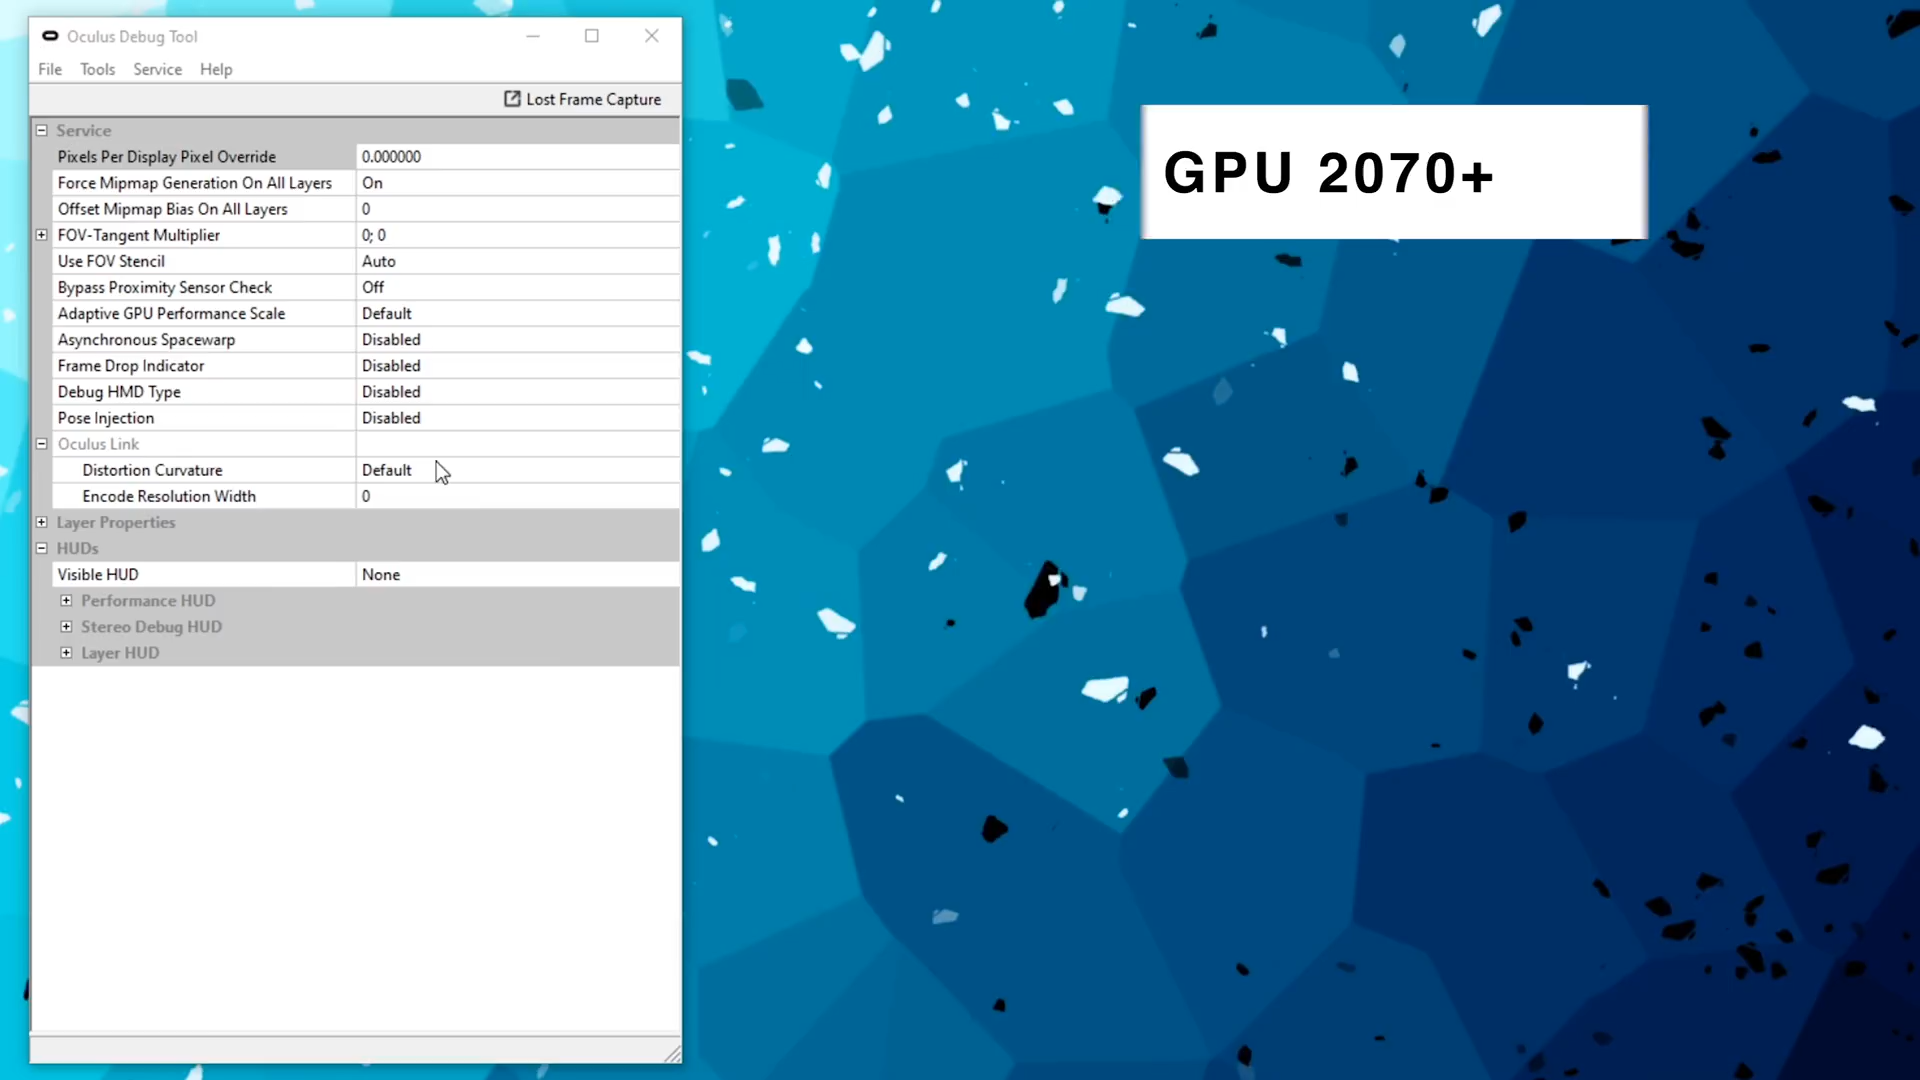 Oculus Debug Tool
File Tools Service Help
Lost Frame Capture
Service
Pixels Per Display Pixel Override 0.000000
Force Mipmap Generation On All Layers On
Offset Mipmap Bias On All Layers 0
FOV-Tangent Multiplier 0; 0
Use FOV Stencil Auto
Bypass Proximity Sensor Check Off
Adaptive GPU Performance Scale Default
Asynchronous Spacewarp Disabled
Frame Drop Indicator Disabled
Debug HMD Type Disabled
Pose Injection Disabled
Oculus Link
Distortion Curvature Default
Encode Resolution Width 0
Layer Properties
HUDs
Visible HUD None
Performance HUD
Stereo Debug HUD
Layer HUD
GPU 2070+